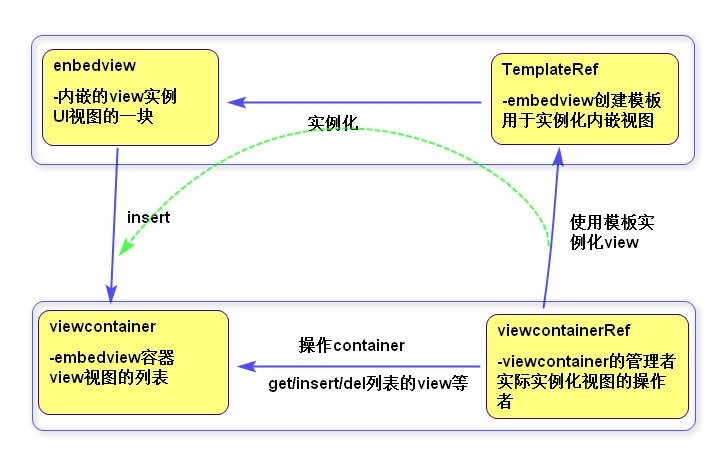 enbedview
-内嵌的view实例
UI视图的一块
TemplateRef
-embedview创建模板
用于实例化内嵌视图
实例化
insert
使用模板实
例化view
viewcontainer
-embedview容器
view视图的列表
操作container
get/insert/del列表的view等
viewcontainerRef
-viewcontainer的管理者
实际实例化视图的操作
者